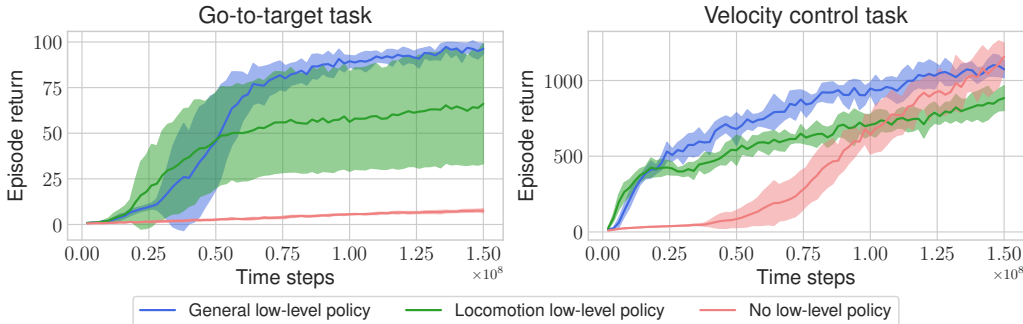 Go-to-target task
Episode return
100
75
50
25
0
0.00 0.25 0.50 0.75 1.00 1.25 1.50
Time steps
×10⁸
Velocity control task
Episode return
1000
500
0
0.00 0.25 0.50 0.75 1.00 1.25 1.50
Time steps
×10⁸
General low-level policy Locomotion low-level policy No low-level policy